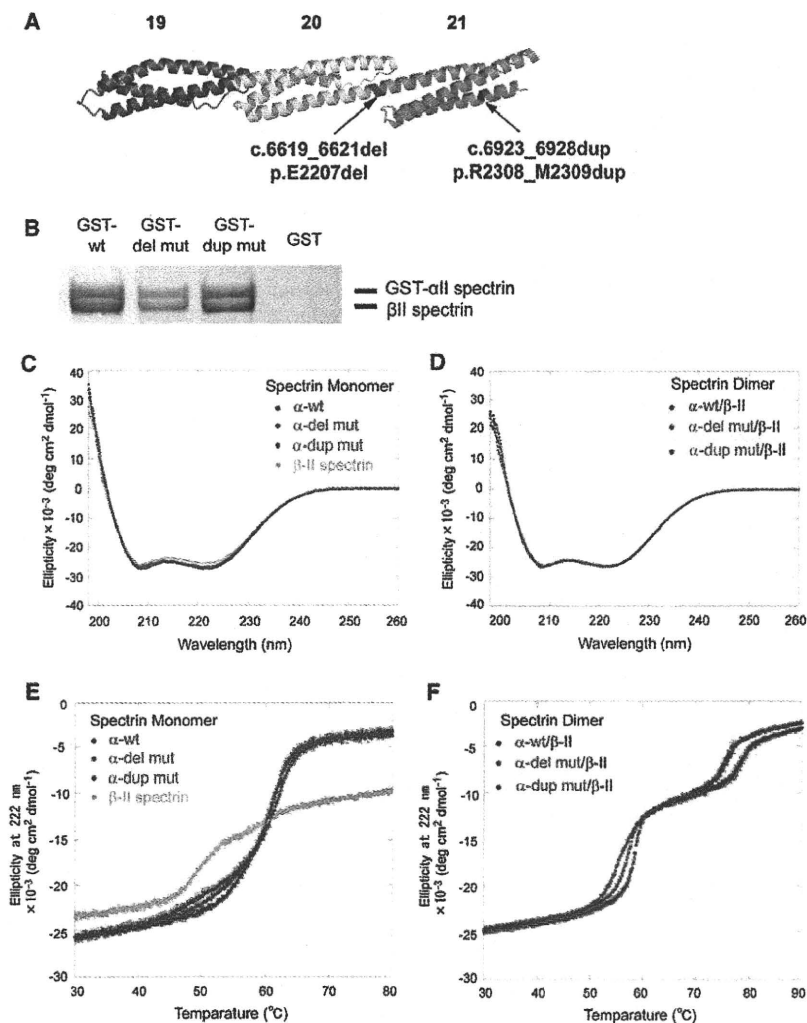 A
19 20 21
c.6619_6621del
p.E2207del
c.6923_6928dup
p.R2308_M2309dup
B
GST-
wt
GST-
del mut
GST-
dup mut
GST
GST-αII spectrin
βII spectrin
C
Ellipticity × 10⁻³ (deg cm² dmol⁻¹)
40
30
20
10
0
-10
-20
-30
-40
Spectrin Monomer
α-wt
α-del mut
α-dup mut
β-II spectrin
200 210 220 230 240 250 260
Wavelength (nm)
D
Ellipticity × 10⁻³ (deg cm² dmol⁻¹)
40
30
20
10
0
-10
-20
-30
-40
Spectrin Dimer
α-wt/β-II
α-del mut/β-II
α-dup mut/β-II
200 210 220 230 240 250 260
Wavelength (nm)
E
Ellipticity at 222 nm
× 10⁻³ (deg cm² dmol⁻¹)
0
-5
-10
-15
-20
-25
-30
Spectrin Monomer
α-wt
α-del mut
α-dup mut
β-II spectrin
30 40 50 60 70 80
Temparature (°C)
F
Ellipticity at 222 nm
× 10⁻³ (deg cm² dmol⁻¹)
0
-5
-10
-15
-20
-25
-30
Spectrin Dimer
α-wt/β-II
α-del mut/β-II
α-dup mut/β-II
30 40 50 60 70 80 90
Temparature (°C)